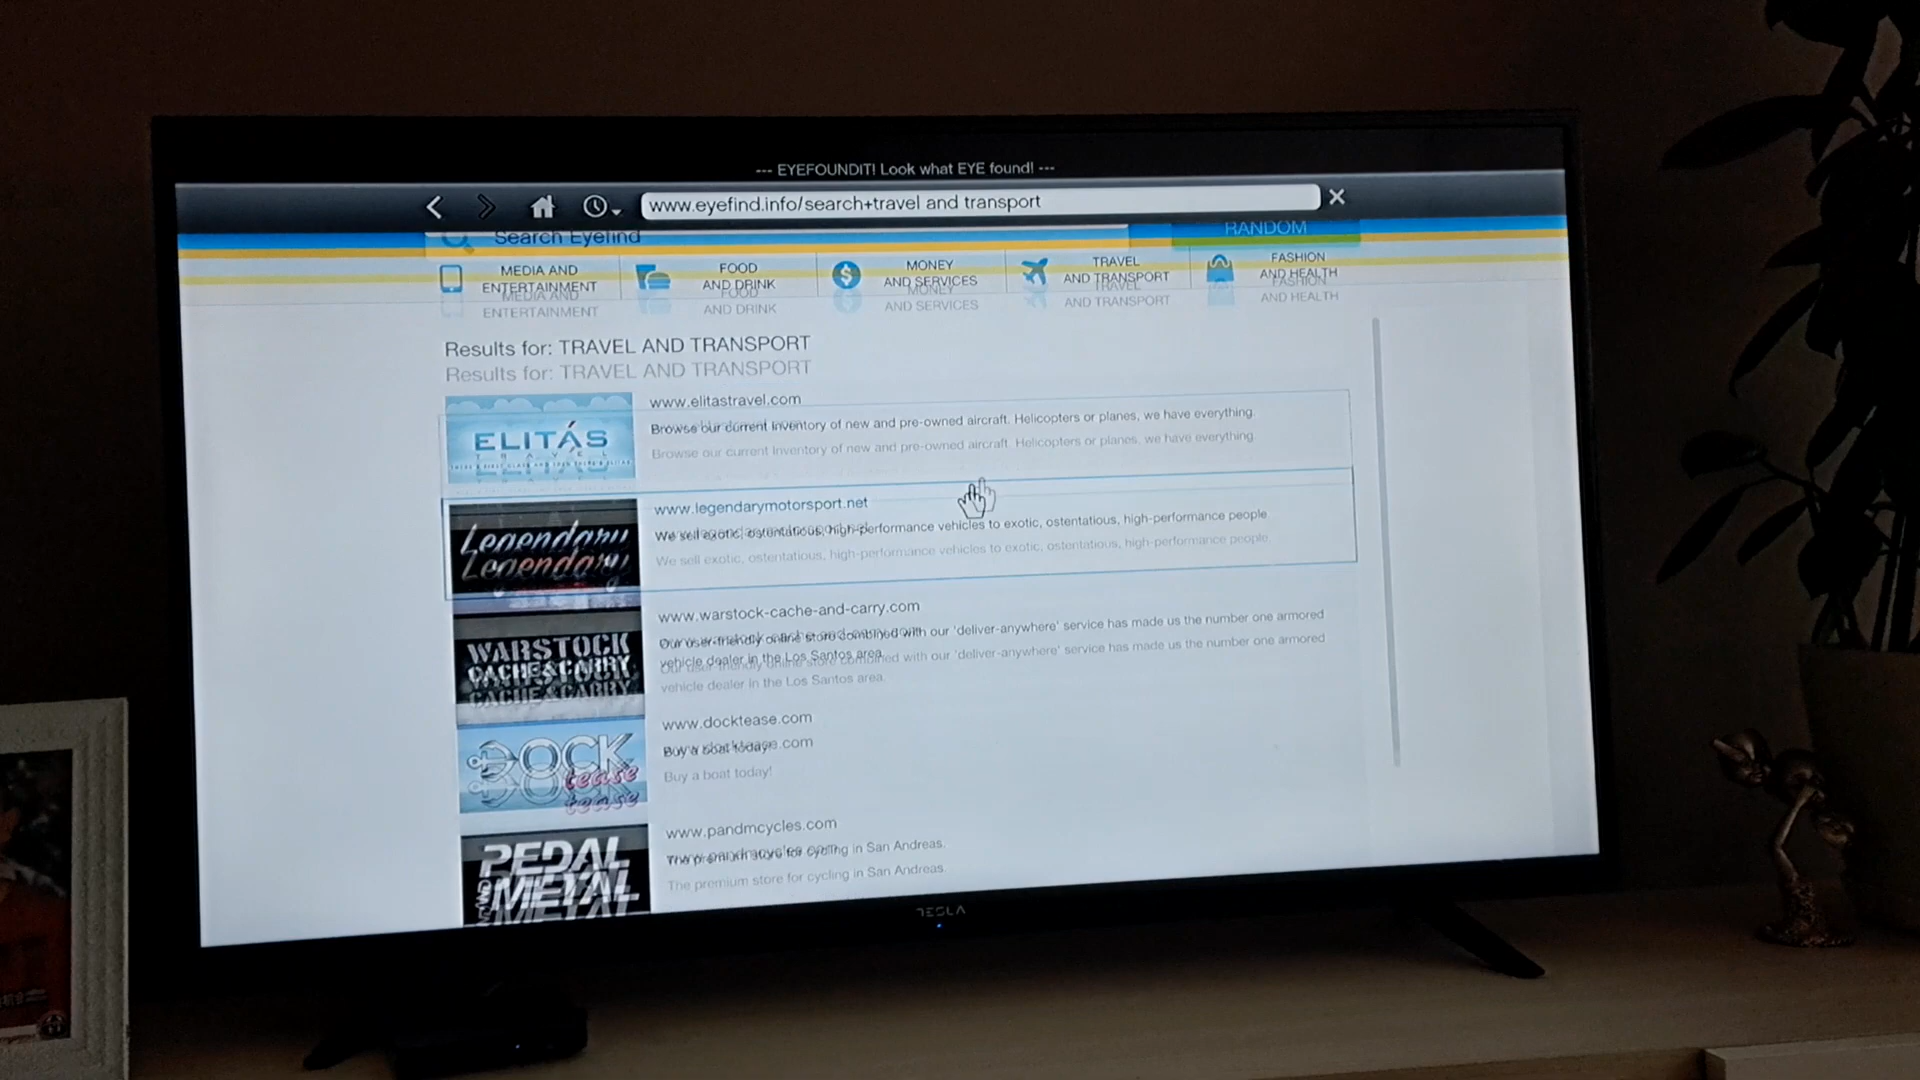 --- EYEFOUNDIT! Look what EYE found! ---
www.eyefind.info/search+travel and transport
Search Eyefind
RANDOM
MEDIA AND
ENTERTAINMENT
FOOD
AND DRINK
MONEY
AND SERVICES
TRAVEL
AND TRANSPORT
FASHION
AND HEALTH
Results for: TRAVEL AND TRANSPORT
ELITÁS
TRAVEL
www.elitastravel.com
Browse our current inventory of new and pre-owned aircraft. Helicopters or planes, we have everything.
Legendary
www.legendarymotorsport.net
We sell exotic, ostentatious, high-performance vehicles to exotic, ostentatious, high-performance people.
WARSTOCK
CACHE&CARRY
www.warstock-cache-and-carry.com
Our user-friendly online store combined with our 'deliver-anywhere' service has made us the number one armored
vehicle dealer in the Los Santos area.
DOCK
tease
www.docktease.com
Buy a boat today!
PEDAL
AND
METAL
www.pandmcycles.com
The premium store for cycling in San Andreas.
TESLA